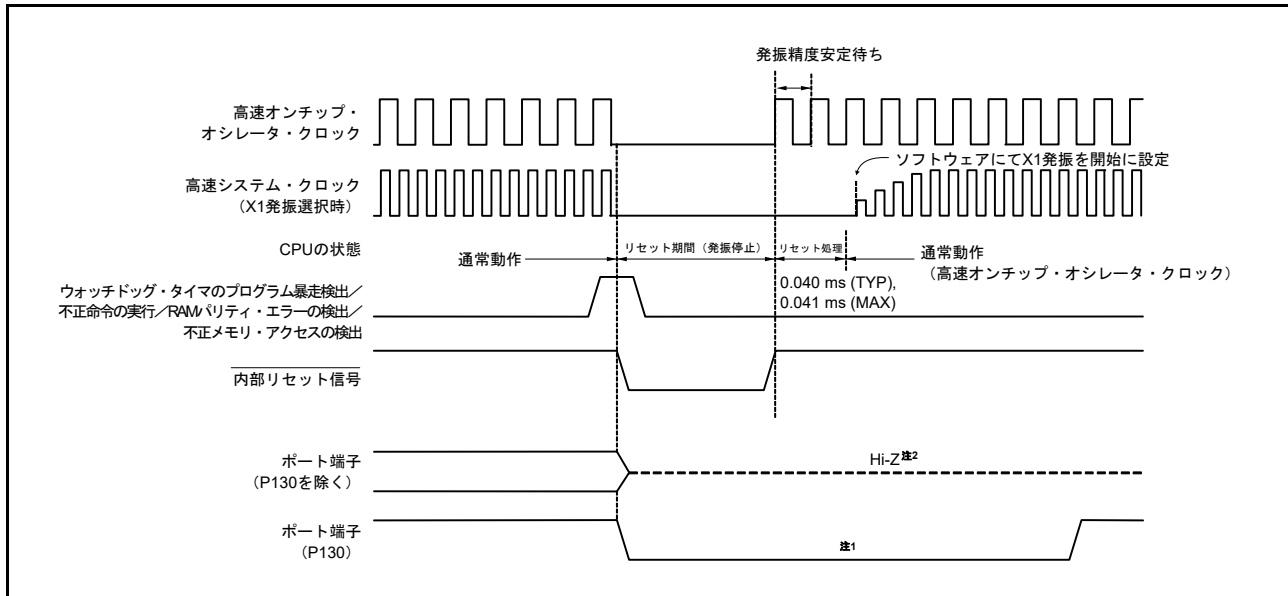 発振精度安定待ち
高速オンチップ・
オシレータ・クロック
ソフトウェアにてX1発振を開始に設定
高速システム・クロック
(X1発振選択時)
CPUの状態
通常動作
リセット期間(発振停止)
リセット処理
通常動作
(高速オンチップ・オシレータ・クロック)
0.040 ms (TYP),
0.041 ms (MAX)
ウォッチドッグ・タイマのプログラム暴走検出/
不正命令の実行/RAMパリティ・エラーの検出/
不正メモリ・アクセスの検出
内部リセット信号
ポート端子
(P130を除く)
Hi-Z注2
ポート端子
(P130)
注1